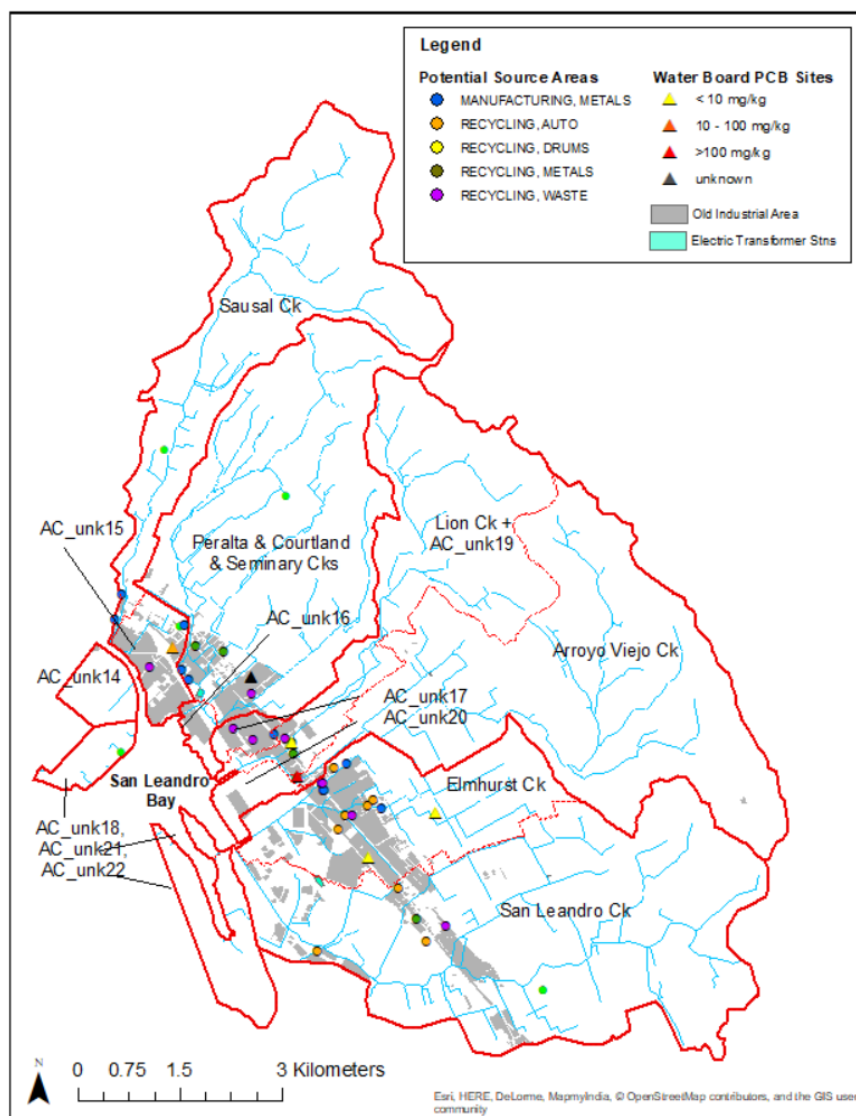 Legend
Potential Source Areas
MANUFACTURING, METALS
RECYCLING, AUTO
RECYCLING, DRUMS
RECYCLING, METALS
RECYCLING, WASTE
Water Board PCB Sites
< 10 mg/kg
10 - 100 mg/kg
>100 mg/kg
unknown
Old Industrial Area
Electric Transformer Stns
Sausal Ck
AC_unk15
Peralta & Courtland
& Seminary Cks
Lion Ck +
AC_unk19
AC_unk16
Arroyo Viejo Ck
AC_unk14
AC_unk17
AC_unk20
San Leandro
Bay
Elmhurst Ck
AC_unk18,
AC_unk21,
AC_unk22
San Leandro Ck
N
0 0.75 1.5 3 Kilometers
Esri, HERE, DeLorme, MapmyIndia, © OpenStreetMap contributors, and the GIS user
community